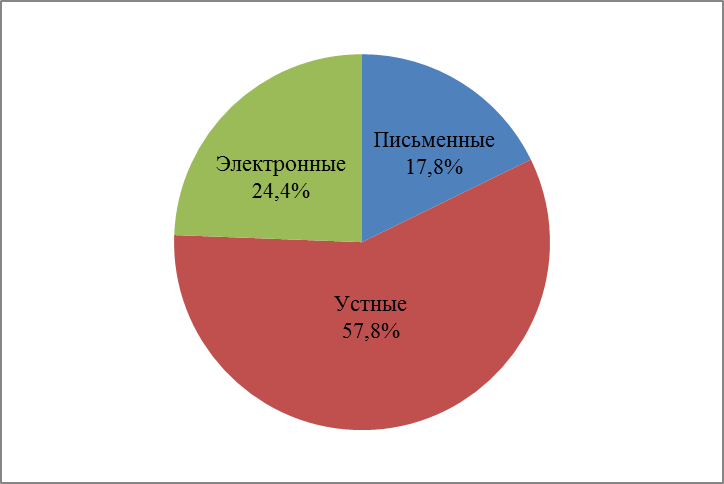 Письменные
17,8%
Электронные
24,4%
Устные
57,8%